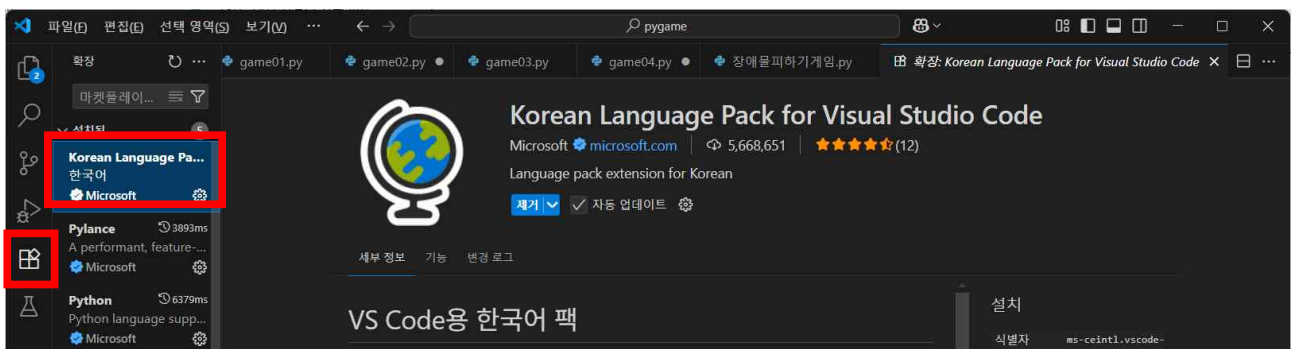 파일(F) 편집(E) 선택 영역(S) 보기(V) ··· pygame
확장 ··· game01.py game02.py game03.py game04.py 장애물피하기게임.py 확장: Korean Language Pack for Visual Studio Code ···
2
마켓플레이...
5
Korean Language Pa...
한국어
Microsoft
Pylance 3893ms
A performant, feature-...
Microsoft
Python 6379ms
Python language supp...
Microsoft
Korean Language Pack for Visual Studio Code
Microsoft microsoft.com | 5,668,651 | (12)
Language pack extension for Korean
제거 자동 업데이트
세부 정보 기능 변경 로그
VS Code용 한국어 팩
설치
식별자 ms-ceintl.vscode-